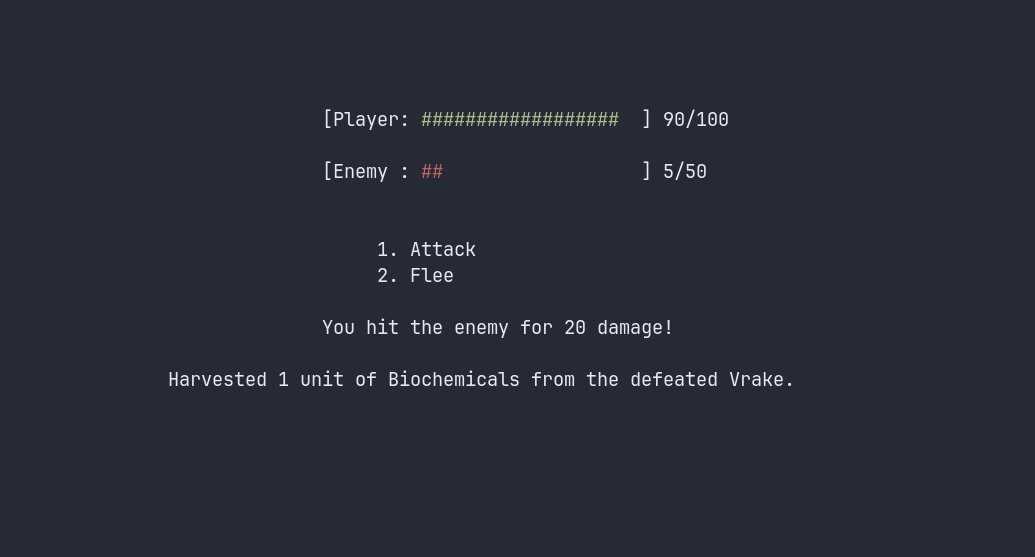 [Player: ##################  ] 90/100
[Enemy : ##                  ] 5/50
1. Attack
2. Flee
You hit the enemy for 20 damage!
Harvested 1 unit of Biochemicals from the defeated Vrake.